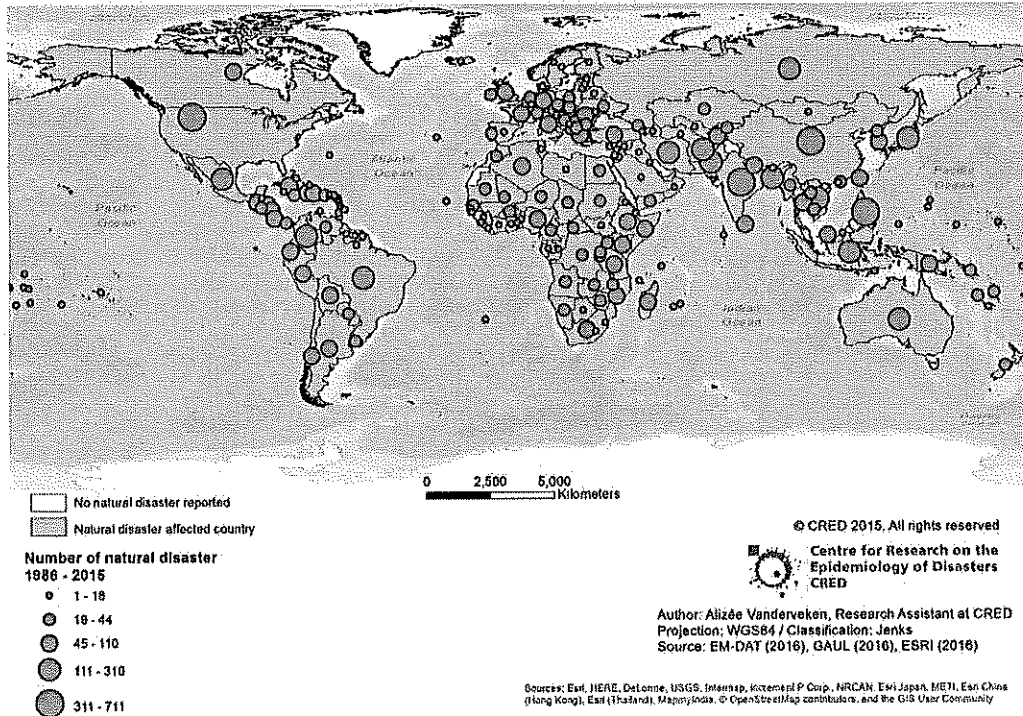 Atlantic
Ocean
Pacific
Ocean
Pacific
Ocean
Indian
Ocean
0 2,500 5,000
Kilometers
No natural disaster reported
Natural disaster affected country
Number of natural disaster
1986 - 2015
1 - 18
19 - 44
45 - 110
111 - 310
311 - 711
© CRED 2015, All rights reserved
Centre for Research on the
Epidemiology of Disasters
CRED
Author: Alizée Vanderveken, Research Assistant at CRED
Projection: WGS84 / Classification: Jenks
Source: EM-DAT (2016), GAUL (2016), ESRI (2016)
Sources: Esri, HERE, DeLorme, USGS, Intermap, increment P Corp., NRCAN, Esri Japan, METI, Esri China
(Hong Kong), Esri (Thailand), MapmyIndia, © OpenStreetMap contributors, and the GIS User Community